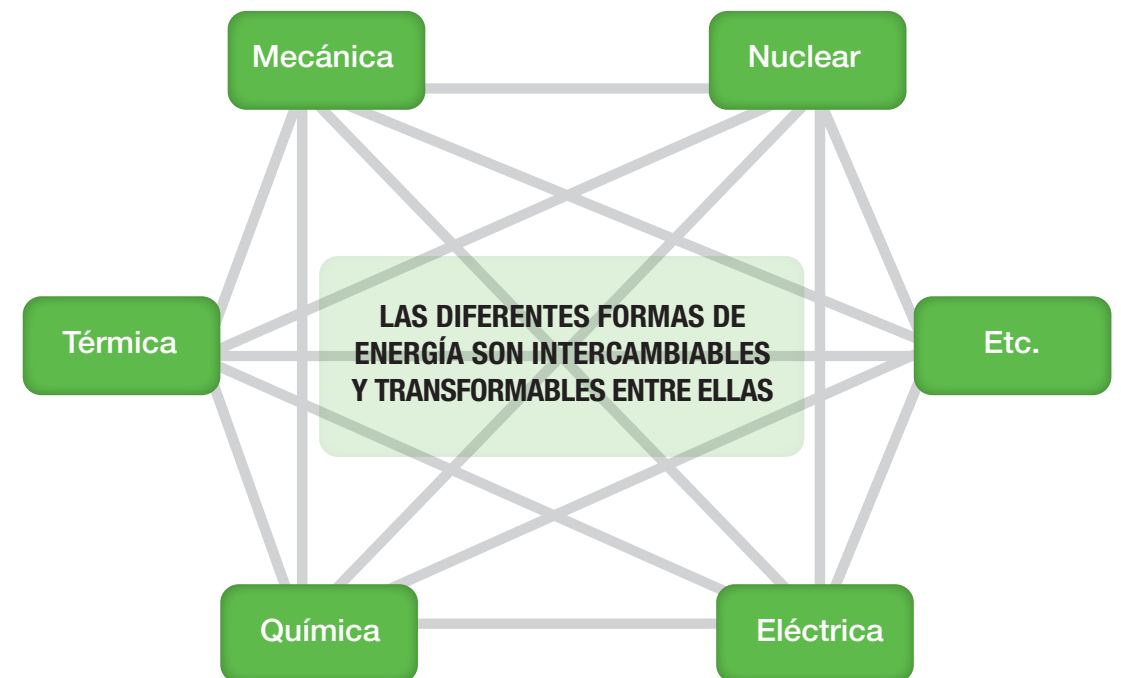 Mecánica
Nuclear
Térmica
LAS DIFERENTES FORMAS DE
ENERGÍA SON INTERCAMBIABLES
Y TRANSFORMABLES ENTRE ELLAS
Etc.
Química
Eléctrica